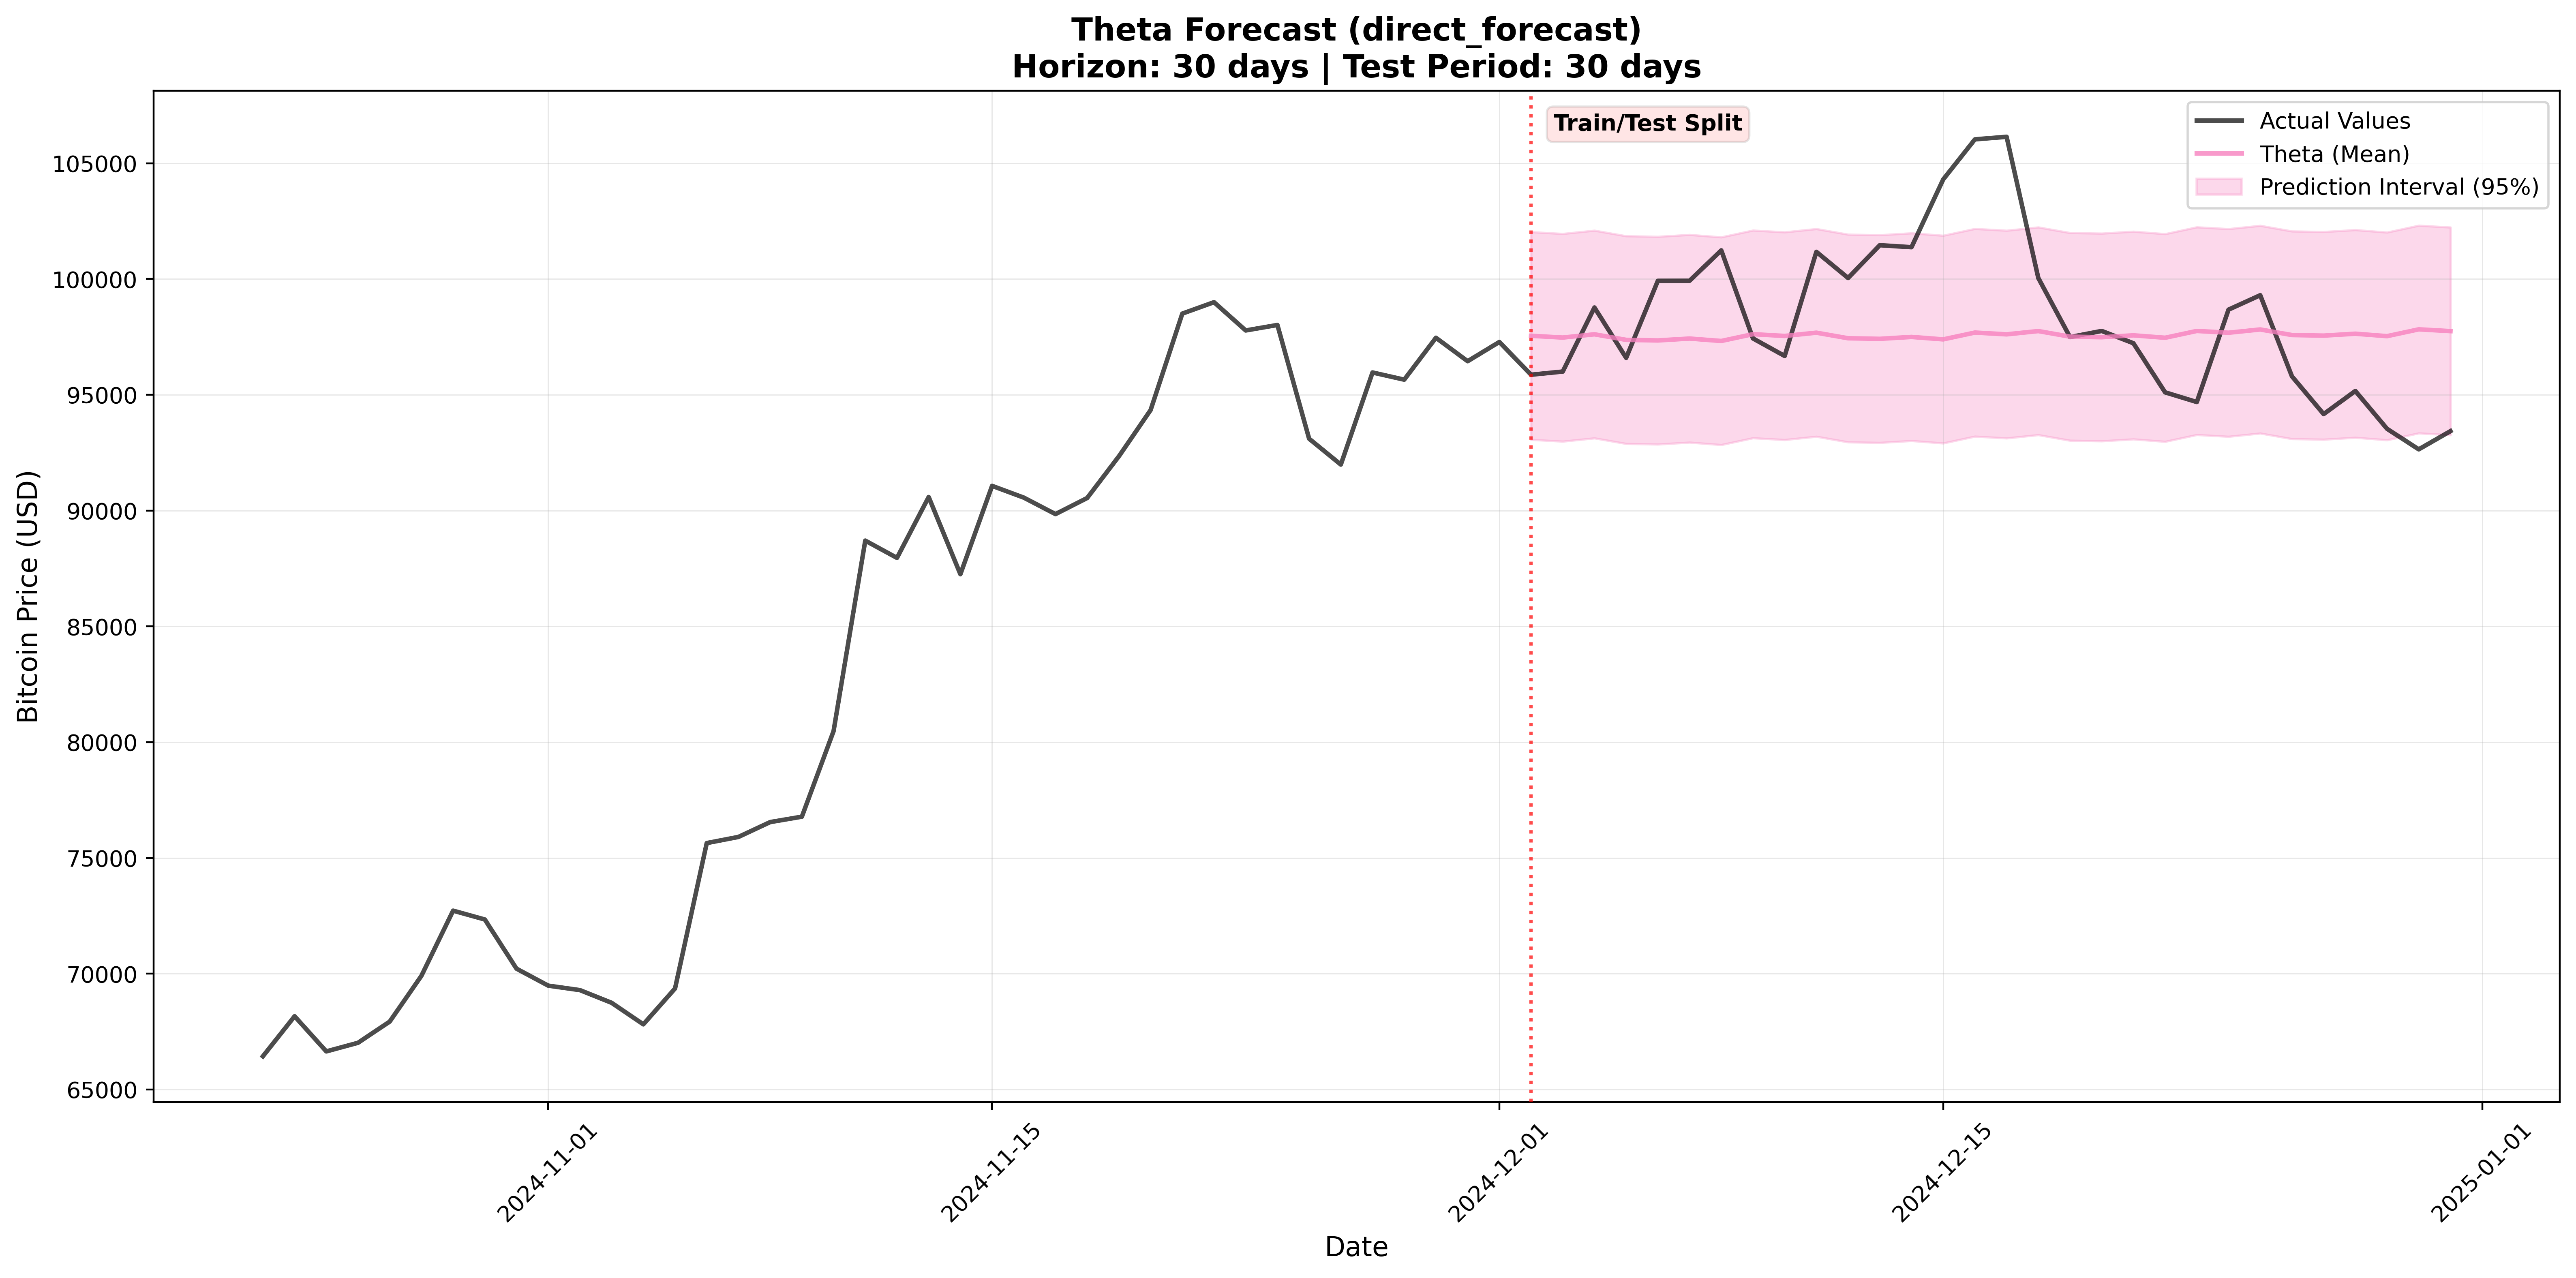 Theta Forecast (direct_forecast)
Horizon: 30 days | Test Period: 30 days
Train/Test Split
Actual Values
Theta (Mean)
Prediction Interval (95%)
Bitcoin Price (USD)
105000
100000
95000
90000
85000
80000
75000
70000
65000
2024-11-01
2024-11-15
2024-12-01
2024-12-15
2025-01-01
Date